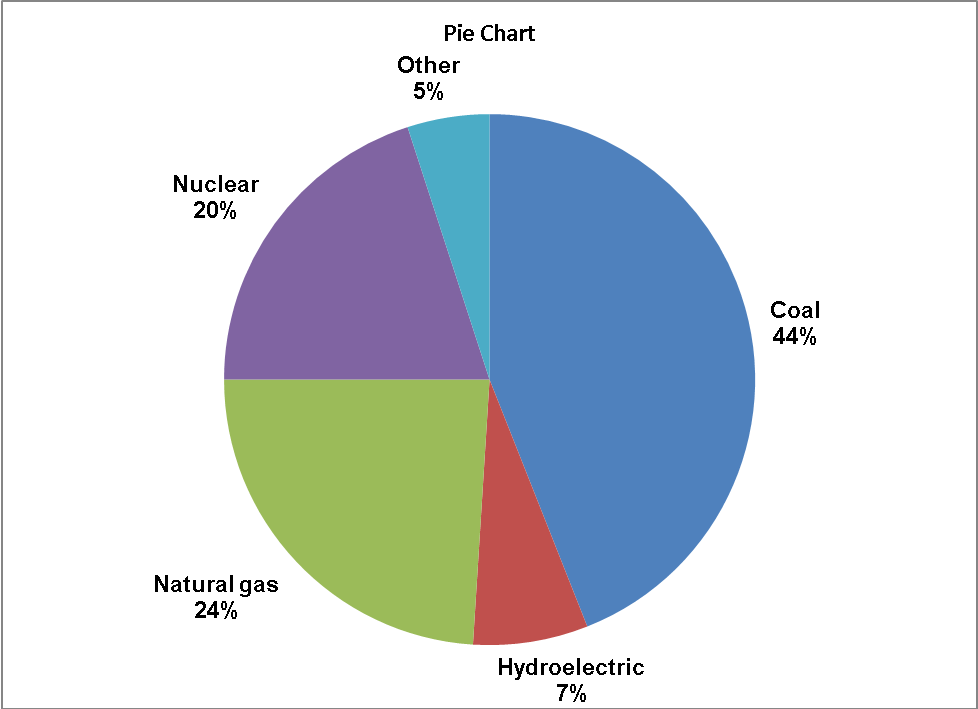 Pie Chart
Other
5%
Nuclear
20%
Coal
44%
Natural gas
24%
Hydroelectric
7%